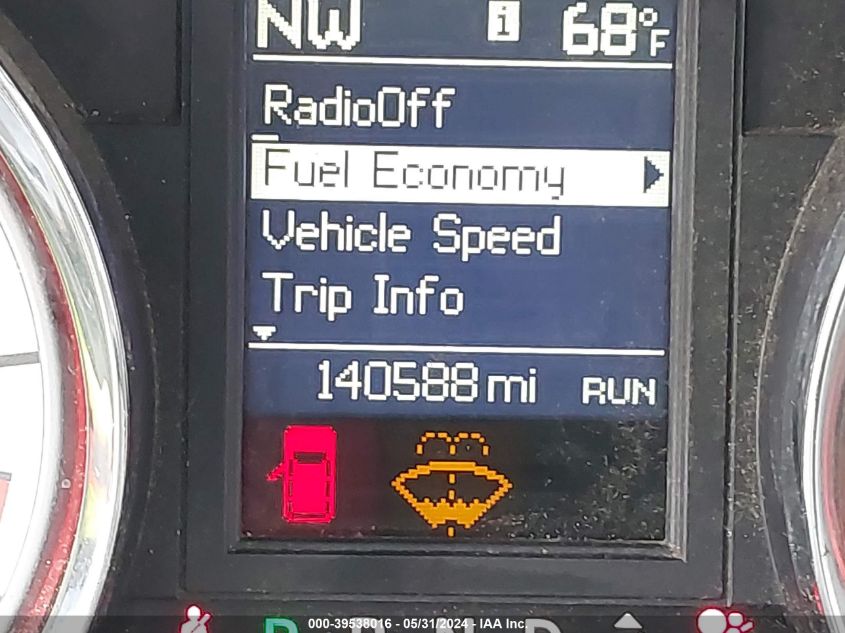 NW i 68°F
RadioOff
Fuel Economy
Vehicle Speed
Trip Info
140588 mi RUN
P R N D
000-39538016 - 05/31/2024 - IAA Inc.